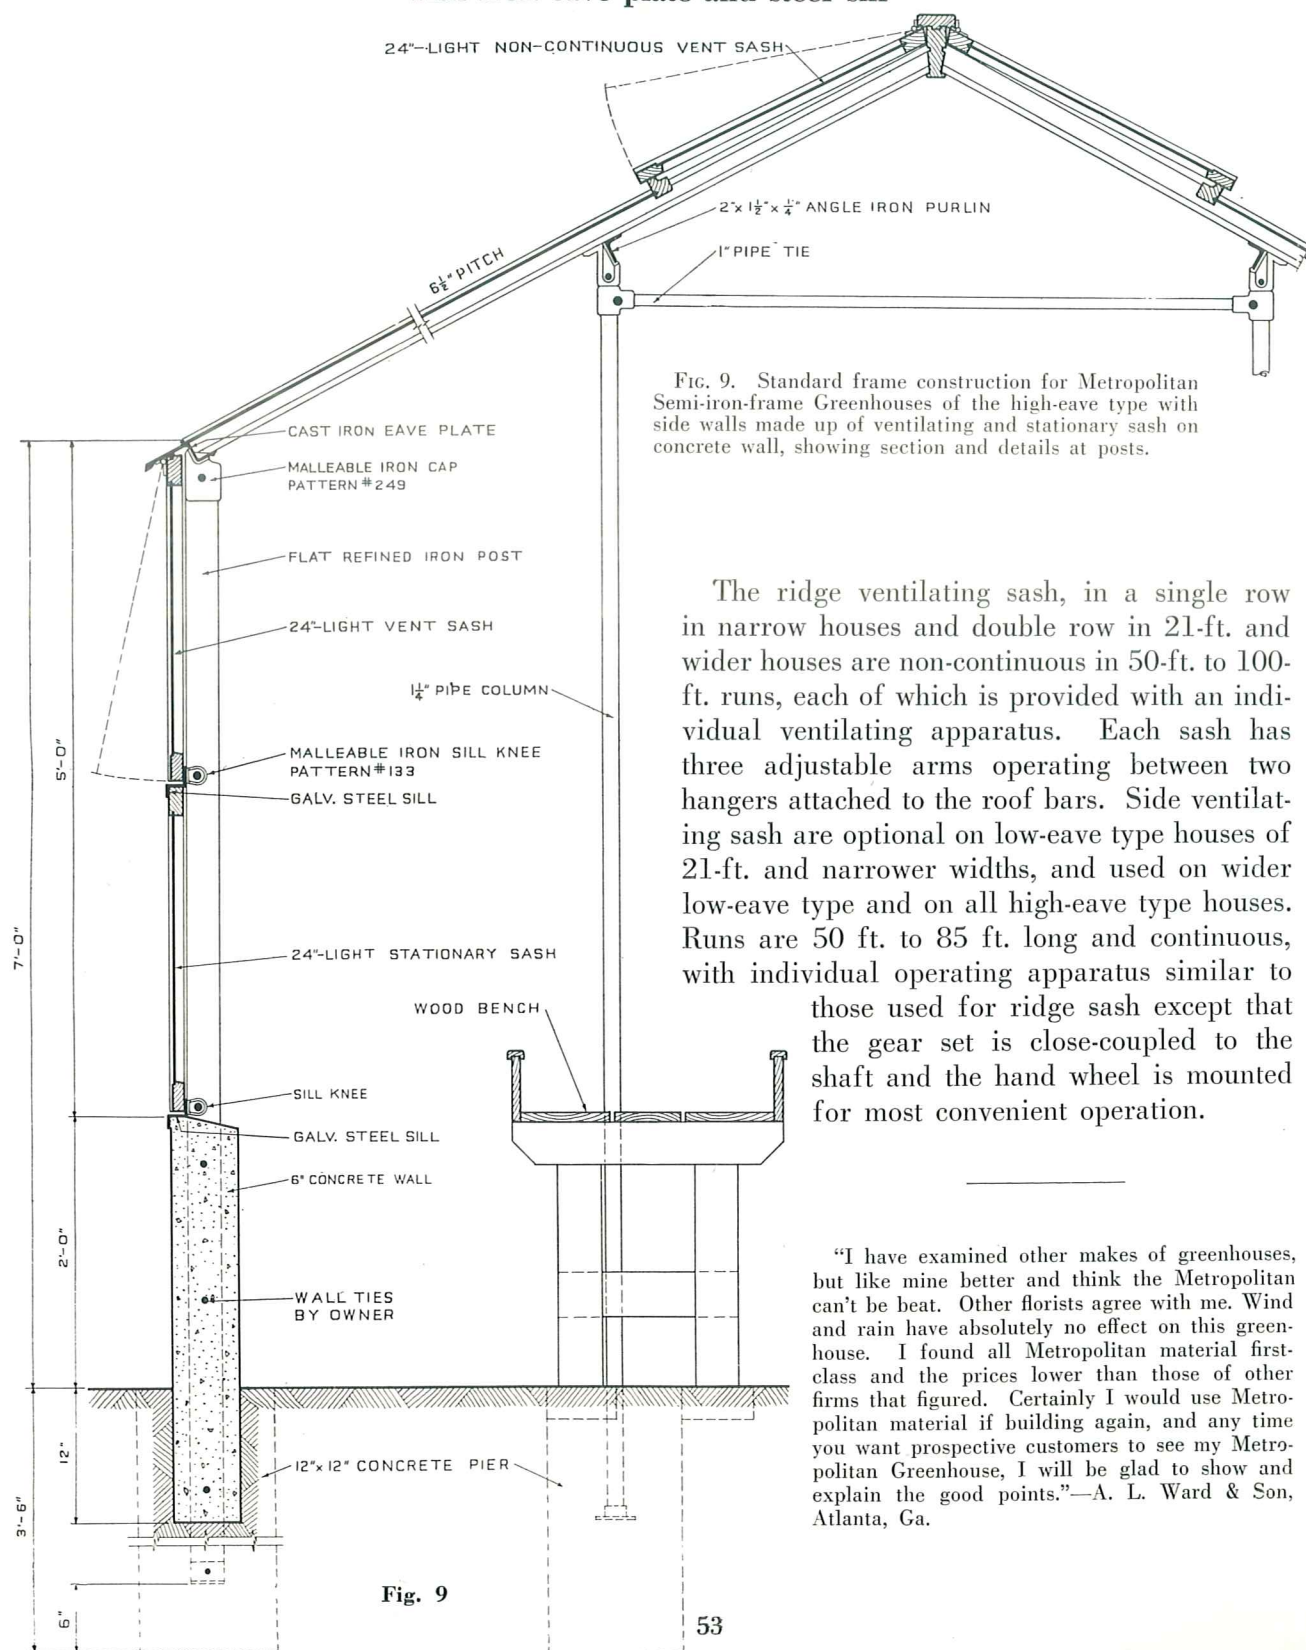 24"-LIGHT NON-CONTINUOUS VENT SASH
2"x 1½"x ¼" ANGLE IRON PURLIN
1" PIPE TIE
6½" PITCH
FIG. 9. Standard frame construction for Metropolitan
Semi-iron-frame Greenhouses of the high-eave type with
side walls made up of ventilating and stationary sash on
concrete wall, showing section and details at posts.
CAST IRON EAVE PLATE
MALLEABLE IRON CAP
PATTERN #249
FLAT REFINED IRON POST
24"-LIGHT VENT SASH
1¼" PIPE COLUMN
MALLEABLE IRON SILL KNEE
PATTERN #133
GALV. STEEL SILL
5'-0"
7'-0"
24"-LIGHT STATIONARY SASH
WOOD BENCH
SILL KNEE
GALV. STEEL SILL
6" CONCRETE WALL
2'-0"
WALL TIES
BY OWNER
12"
12"x 12" CONCRETE PIER
3'-6"
6"
The ridge ventilating sash, in a single row
in narrow houses and double row in 21-ft. and
wider houses are non-continuous in 50-ft. to 100-
ft. runs, each of which is provided with an indi-
vidual ventilating apparatus. Each sash has
three adjustable arms operating between two
hangers attached to the roof bars. Side ventilat-
ing sash are optional on low-eave type houses of
21-ft. and narrower widths, and used on wider
low-eave type and on all high-eave type houses.
Runs are 50 ft. to 85 ft. long and continuous,
with individual operating apparatus similar to
those used for ridge sash except that
the gear set is close-coupled to the
shaft and the hand wheel is mounted
for most convenient operation.
“I have examined other makes of greenhouses,
but like mine better and think the Metropolitan
can't be beat. Other florists agree with me. Wind
and rain have absolutely no effect on this green-
house. I found all Metropolitan material first-
class and the prices lower than those of other
firms that figured. Certainly I would use Metro-
politan material if building again, and any time
you want prospective customers to see my Metro-
politan Greenhouse, I will be glad to show and
explain the good points.”—A. L. Ward & Son,
Atlanta, Ga.
Fig. 9
53